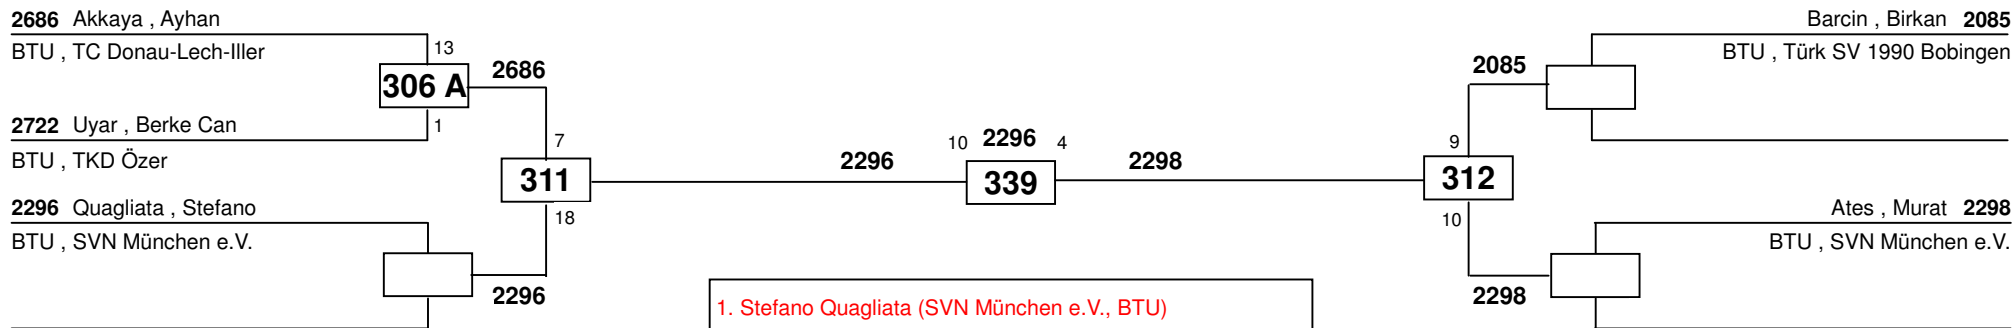 2686 Akkaya , Ayhan
BTU , TC Donau-Lech-Iller
13
306 A
2686
2722 Uyar , Berke Can
1
BTU , TKD Özer
7
311
2296
18
2296 Quagliata , Stefano
BTU , SVN München e.V.
2296
10 2296 4
339
2298
Barcin , Birkan 2085
BTU , Türk SV 1990 Bobingen
2085
9
312
10
Ates , Murat 2298
BTU , SVN München e.V.
2298
1. Stefano Quagliata (SVN München e.V., BTU)